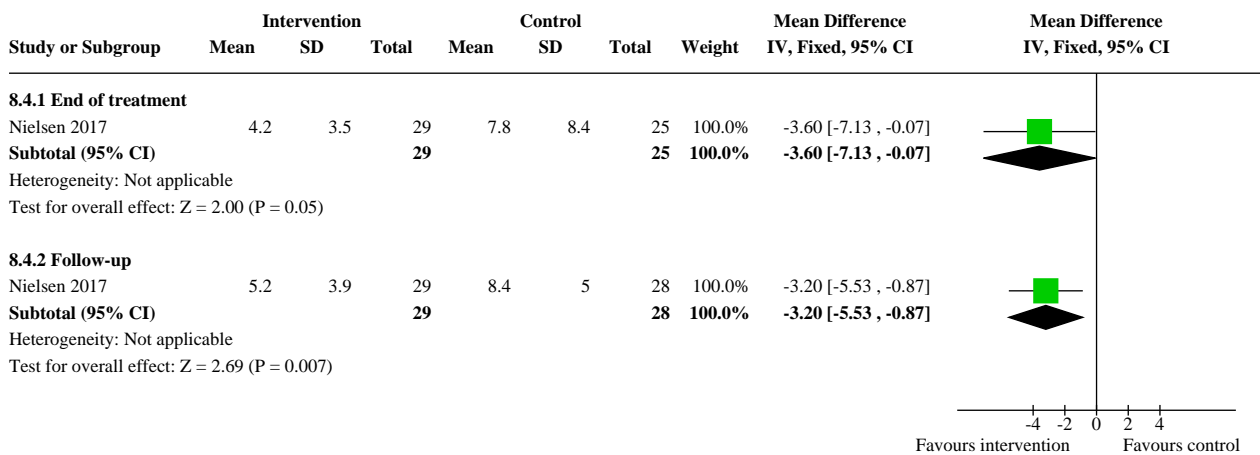 Intervention Control Mean Difference Mean Difference
Study or Subgroup Mean SD Total Mean SD Total Weight IV, Fixed, 95% CI IV, Fixed, 95% CI
8.4.1 End of treatment
Nielsen 2017 4.2 3.5 29 7.8 8.4 25 100.0% -3.60 [-7.13 , -0.07]
Subtotal (95% CI) 29 25 100.0% -3.60 [-7.13 , -0.07]
Heterogeneity: Not applicable
Test for overall effect: Z = 2.00 (P = 0.05)
8.4.2 Follow-up
Nielsen 2017 5.2 3.9 29 8.4 5 28 100.0% -3.20 [-5.53 , -0.87]
Subtotal (95% CI) 29 28 100.0% -3.20 [-5.53 , -0.87]
Heterogeneity: Not applicable
Test for overall effect: Z = 2.69 (P = 0.007)
-4 -2 0 2 4
Favours intervention Favours control